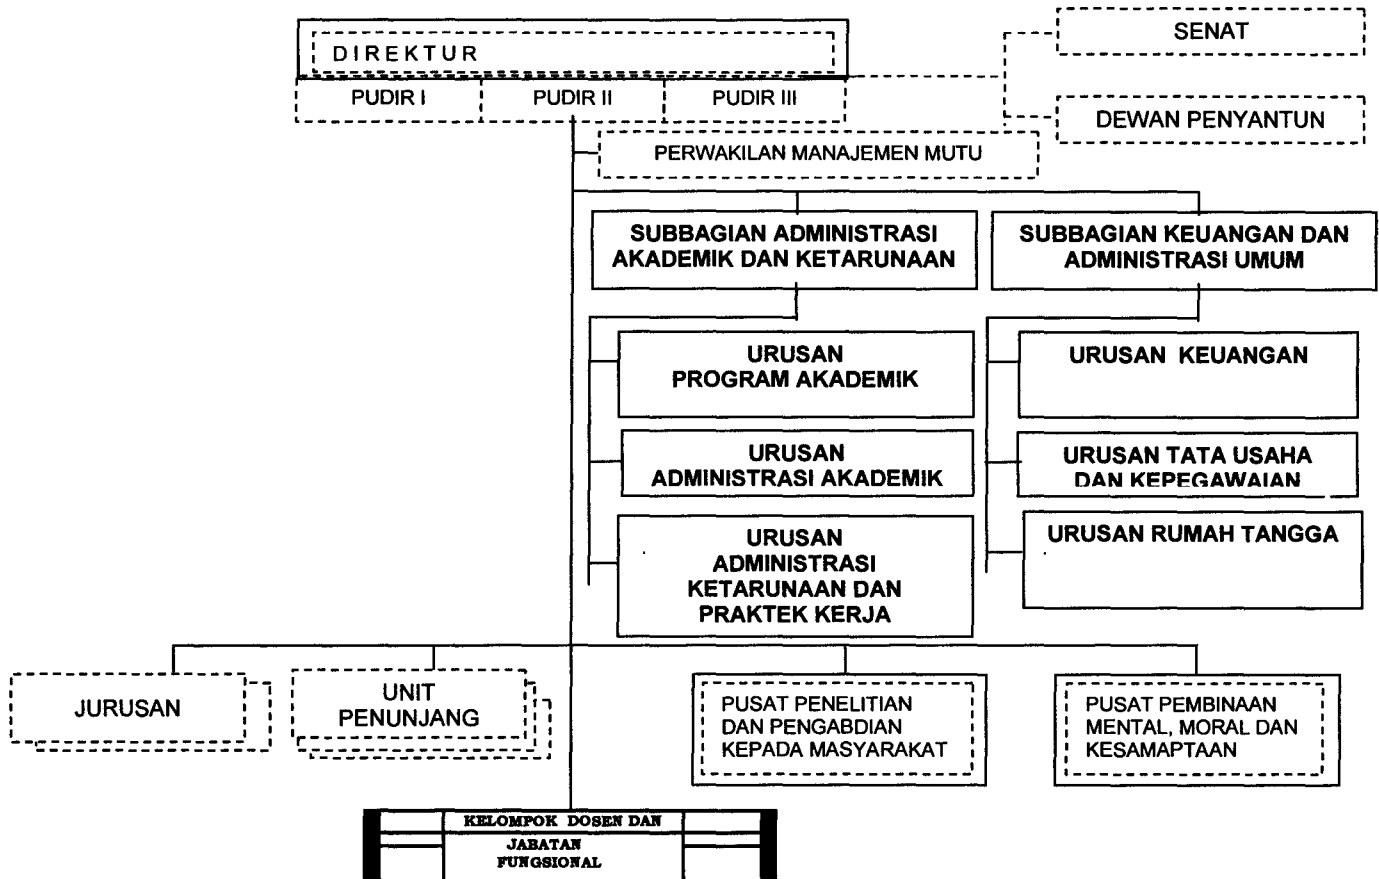 DIREKTUR
PUDIR I
PUDIR II
PUDIR III
SENAT
DEWAN PENYANTUN
PERWAKILAN MANAJEMEN MUTU
SUBBAGIAN ADMINISTRASI
AKADEMIK DAN KETARUNAAN
SUBBAGIAN KEUANGAN DAN
ADMINISTRASI UMUM
URUSAN
PROGRAM AKADEMIK
URUSAN KEUANGAN
URUSAN
ADMINISTRASI AKADEMIK
URUSAN TATA USAHA
DAN KEPEGAWAIAN
URUSAN
ADMINISTRASI
KETARUNAAN DAN
PRAKTEK KERJA
URUSAN RUMAH TANGGA
JURUSAN
UNIT
PENUNJANG
PUSAT PENELITIAN
DAN PENGABDIAN
KEPADA MASYARAKAT
PUSAT PEMBINAAN
MENTAL, MORAL DAN
KESAMAPTAAN
KELOMPOK DOSEN DAN
JABATAN
FUNGSIONAL